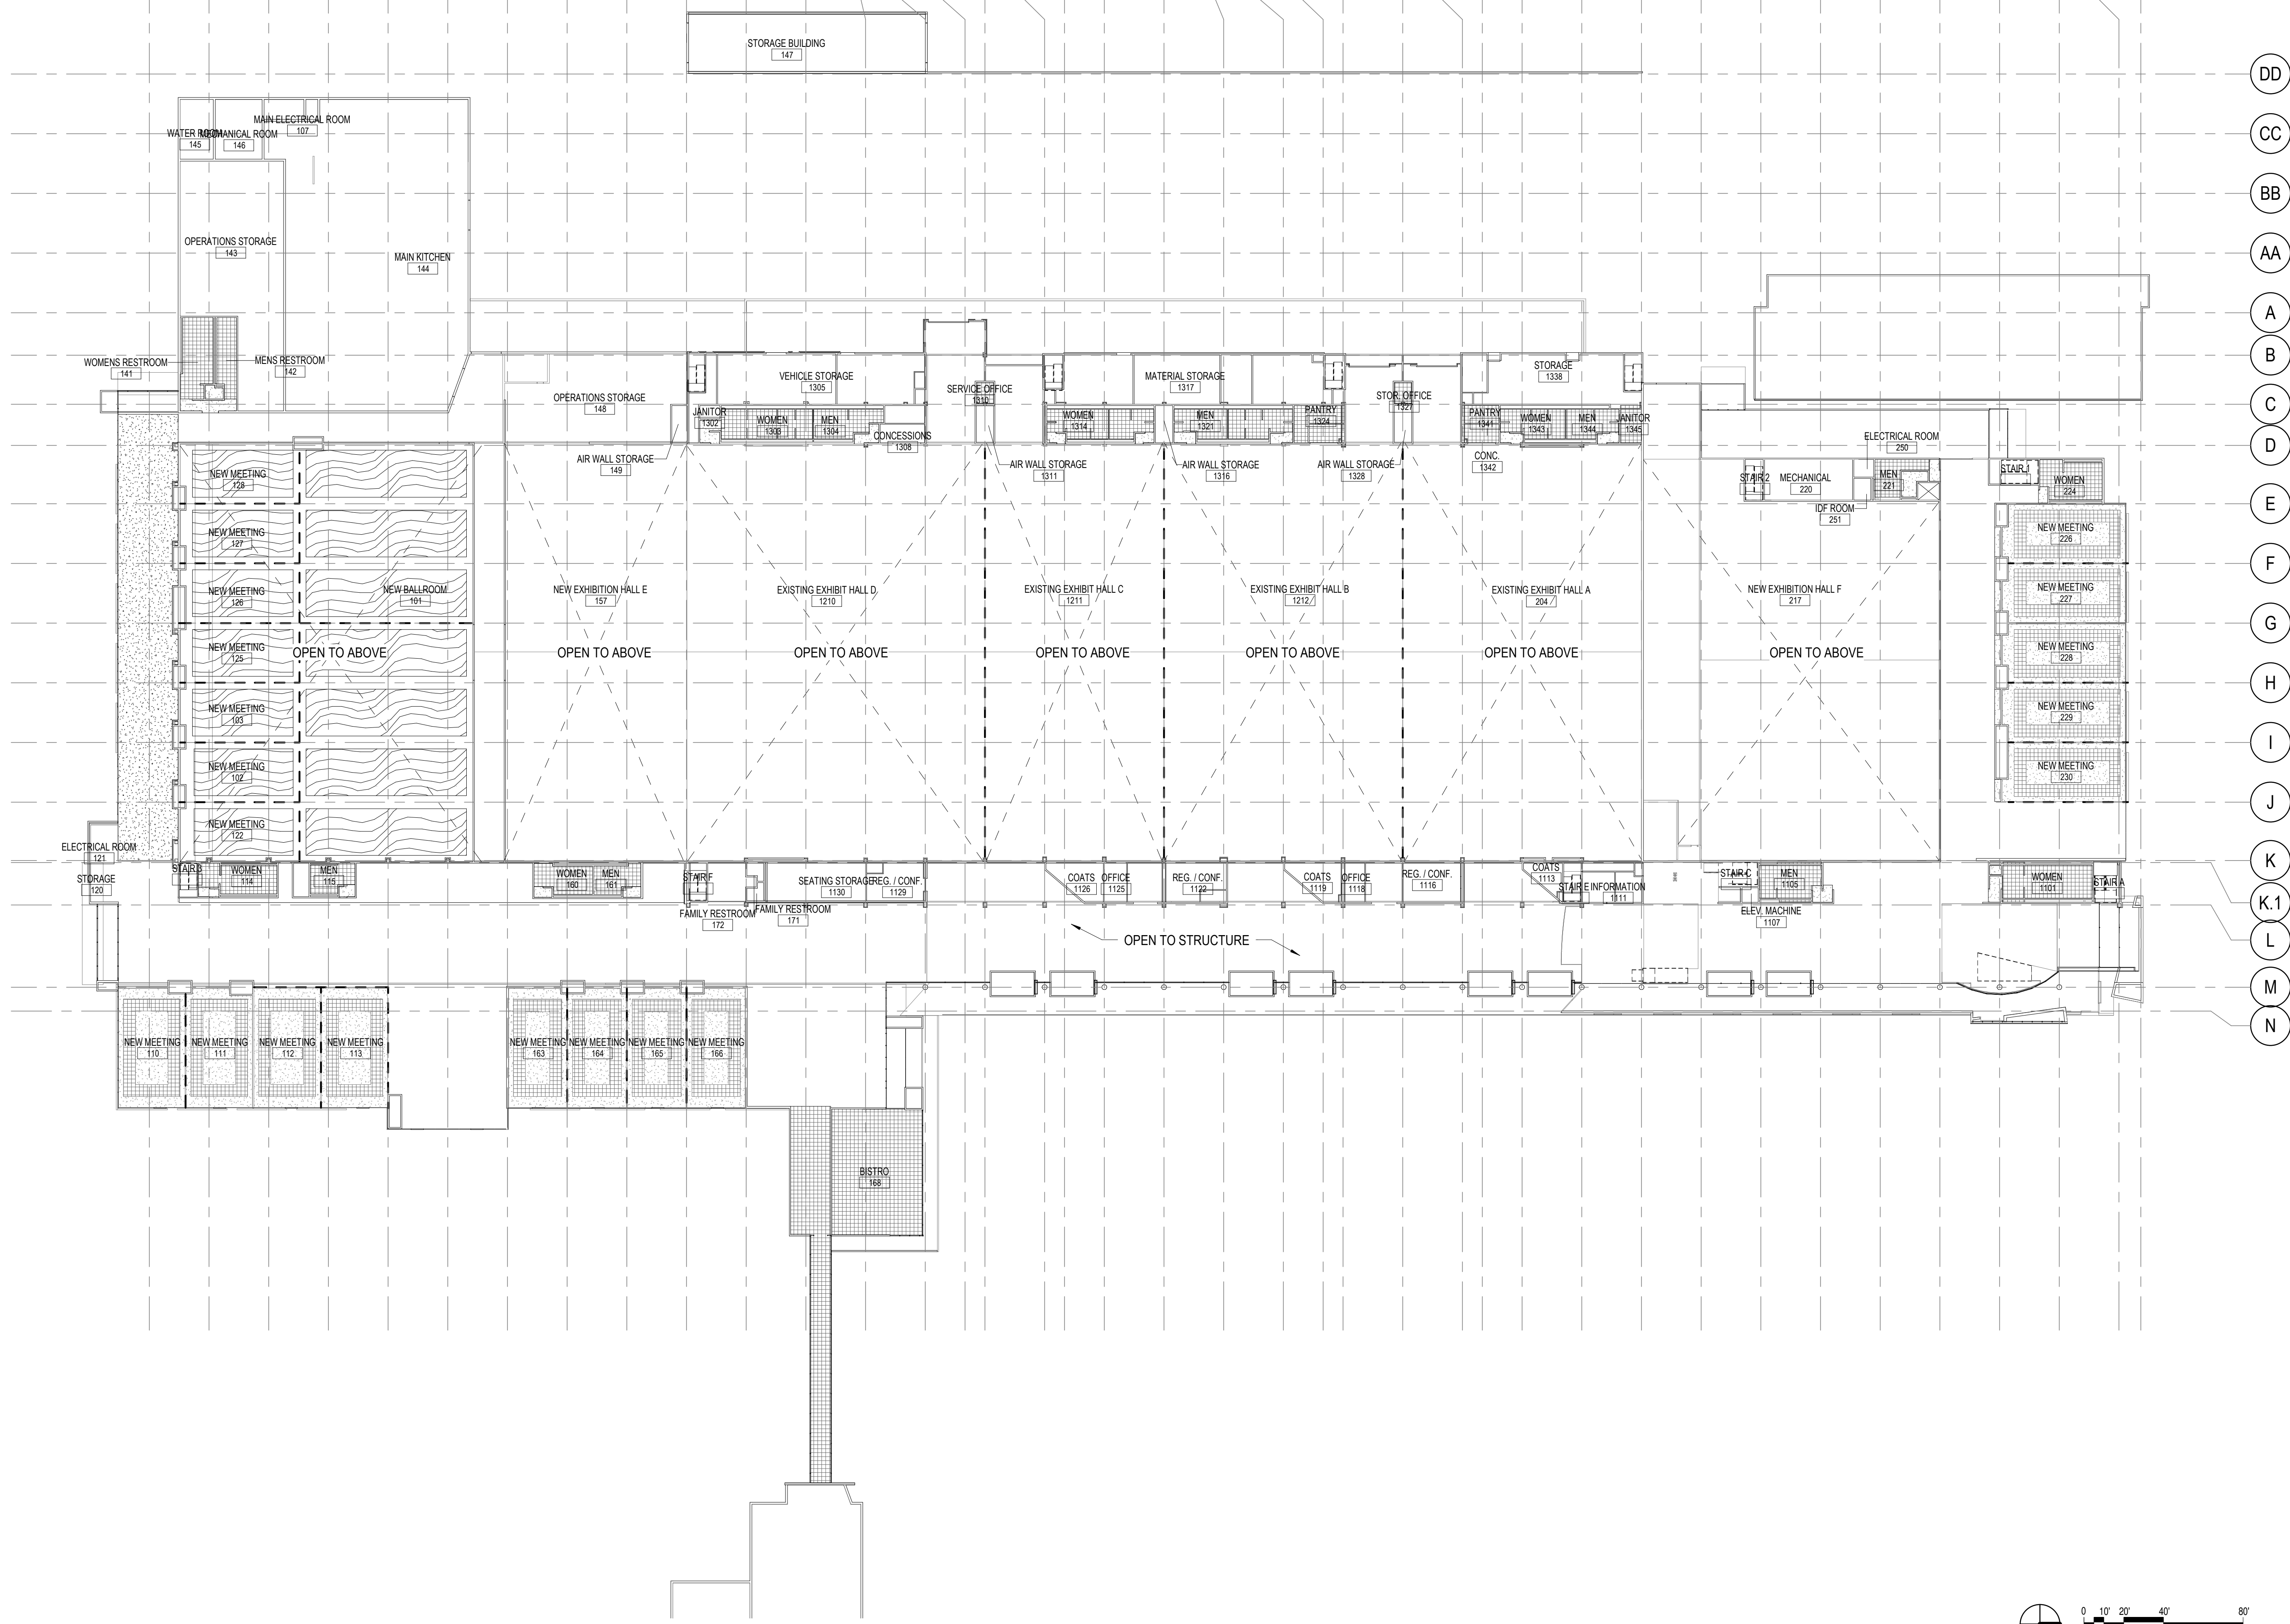 STORAGE BUILDING
147
DD
CC
BB
AA
A
B
C
D
E
F
G
H
I
J
K
K.1
L
M
N
WATER ROOM
145
MECHANICAL ROOM
146
MAIN ELECTRICAL ROOM
107
OPERATIONS STORAGE
143
MAIN KITCHEN
144
WOMENS RESTROOM
141
MENS RESTROOM
142
OPERATIONS STORAGE
148
VEHICLE STORAGE
1305
SERVICE OFFICE
1310
MATERIAL STORAGE
1317
STOR. OFFICE
1327
STORAGE
1338
JANITOR
1302
WOMEN
1303
MEN
1304
CONCESSIONS
1308
WOMEN
1314
MEN
1321
PANTRY
1324
PANTRY
1341
WOMEN
1343
MEN
1344
JANITOR
1345
AIR WALL STORAGE
149
AIR WALL STORAGE
1311
AIR WALL STORAGE
1316
AIR WALL STORAGE
1328
CONC.
1342
ELECTRICAL ROOM
250
STAIR 2
MECHANICAL
220
MEN
221
STAIR 1
WOMEN
224
IDF ROOM
251
NEW MEETING
128
NEW MEETING
127
NEW MEETING
126
NEW BALLROOM
101
NEW MEETING
125
NEW MEETING
103
NEW MEETING
102
NEW MEETING
122
OPEN TO ABOVE
NEW EXHIBITION HALL E
157
OPEN TO ABOVE
EXISTING EXHIBIT HALL D
1210
OPEN TO ABOVE
EXISTING EXHIBIT HALL C
1211
OPEN TO ABOVE
EXISTING EXHIBIT HALL B
1212
OPEN TO ABOVE
EXISTING EXHIBIT HALL A
204
OPEN TO ABOVE
NEW EXHIBITION HALL F
217
OPEN TO ABOVE
NEW MEETING
226
NEW MEETING
227
NEW MEETING
228
NEW MEETING
229
NEW MEETING
230
ELECTRICAL ROOM
121
STORAGE
120
STAIR B
WOMEN
114
MEN
115
WOMEN
160
MEN
161
STAIR F
FAMILY RESTROOM
172
FAMILY RESTROOM
171
SEATING STORAGE
1130
REG. / CONF.
1129
COATS
1126
OFFICE
1125
REG. / CONF.
1122
COATS
1119
OFFICE
1118
REG. / CONF.
1116
COATS
1113
STAIR E
INFORMATION
1111
STAIR C
MEN
1105
ELEV. MACHINE
1107
WOMEN
1101
STAIR A
OPEN TO STRUCTURE
NEW MEETING
110
NEW MEETING
111
NEW MEETING
112
NEW MEETING
113
NEW MEETING
163
NEW MEETING
164
NEW MEETING
165
NEW MEETING
166
BISTRO
168
0 10' 20' 40' 80'